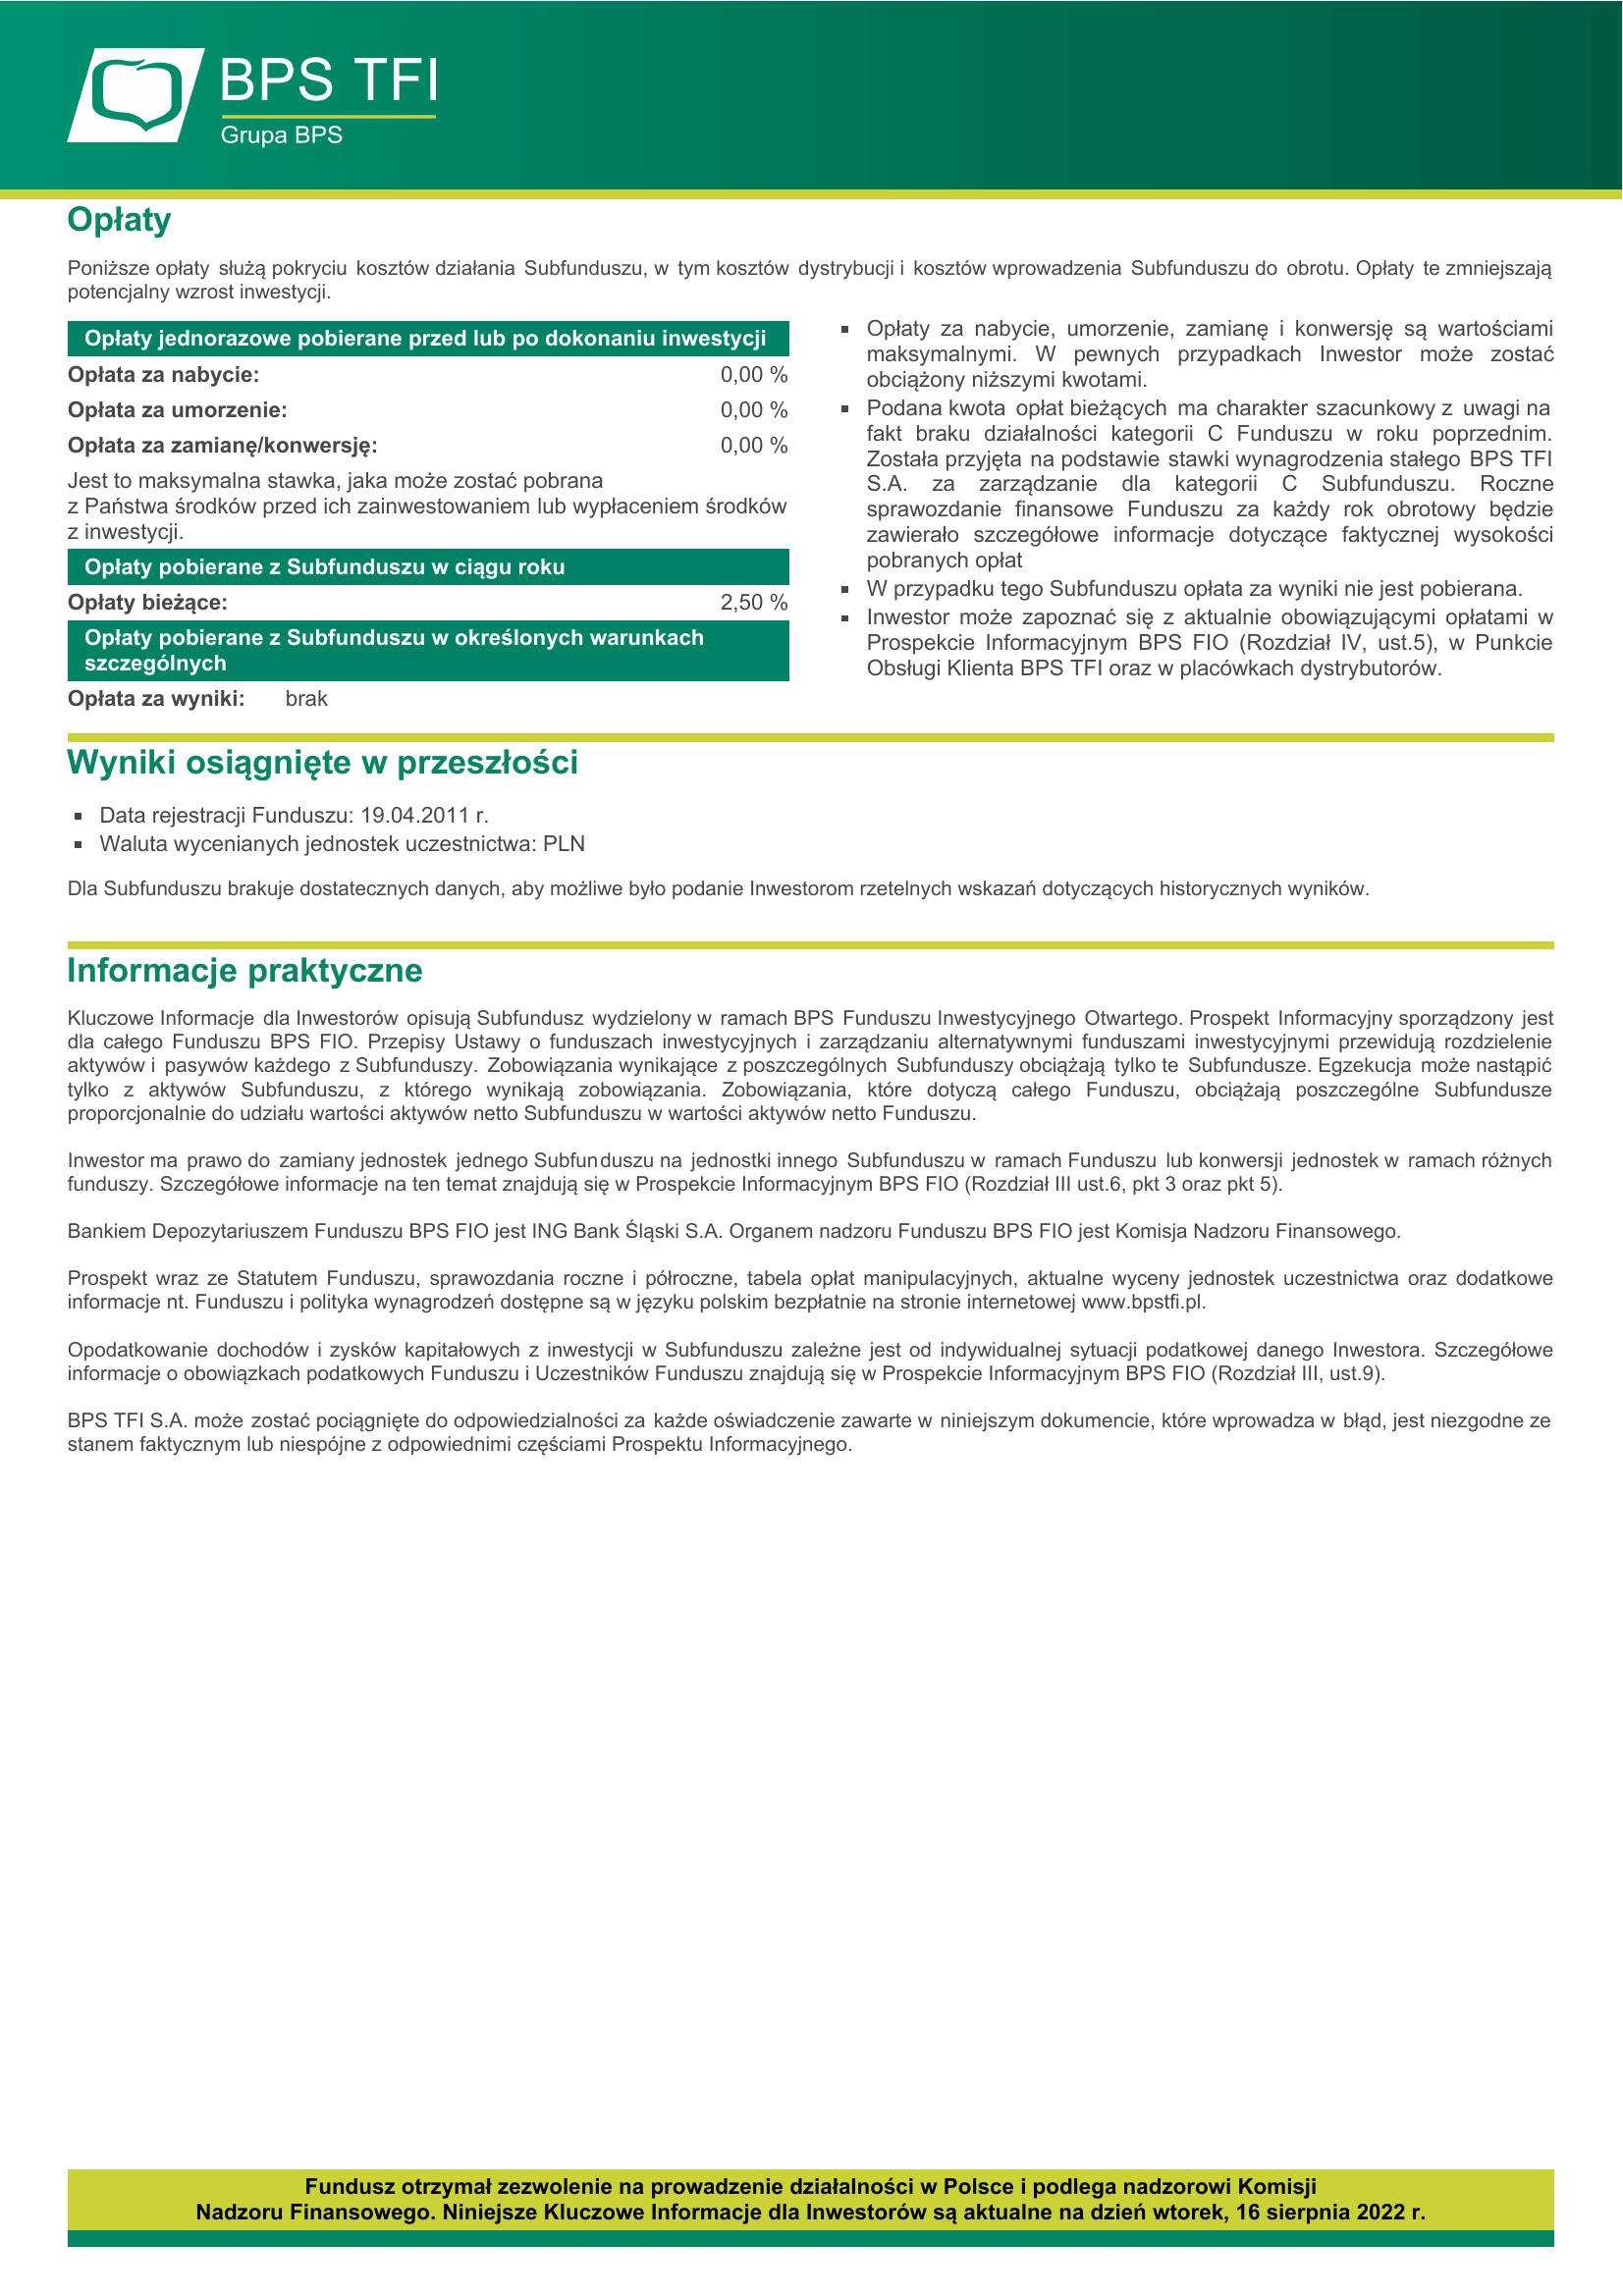 BPS TFI
Grupa BPS
Opłaty
Poniższe opłaty służą pokryciu kosztów działania Subfunduszu, w tym kosztów dystrybucji i kosztów wprowadzenia Subfunduszu do obrotu. Opłaty te zmniejszają
potencjalny wzrost inwestycji.
Opłaty jednorazowe pobierane przed lub po dokonaniu inwestycji
Opłata za nabycie: 0,00 %
Opłata za umorzenie: 0,00 %
Opłata za zamianę/konwersję: 0,00 %
Jest to maksymalna stawka, jaka może zostać pobrana
z Państwa środków przed ich zainwestowaniem lub wypłaceniem środków
z inwestycji.
Opłaty pobierane z Subfunduszu w ciągu roku
Opłaty bieżące: 2,50 %
Opłaty pobierane z Subfunduszu w określonych warunkach
szczególnych
Opłata za wyniki: brak
▪ Opłaty za nabycie, umorzenie, zamianę i konwersję są wartościami
maksymalnymi. W pewnych przypadkach Inwestor może zostać
obciążony niższymi kwotami.
▪ Podana kwota opłat bieżących ma charakter szacunkowy z uwagi na
fakt braku działalności kategorii C Funduszu w roku poprzednim.
Została przyjęta na podstawie stawki wynagrodzenia stałego BPS TFI
S.A. za zarządzanie dla kategorii C Subfunduszu. Roczne
sprawozdanie finansowe Funduszu za każdy rok obrotowy będzie
zawierało szczegółowe informacje dotyczące faktycznej wysokości
pobranych opłat
▪ W przypadku tego Subfunduszu opłata za wyniki nie jest pobierana.
▪ Inwestor może zapoznać się z aktualnie obowiązującymi opłatami w
Prospekcie Informacyjnym BPS FIO (Rozdział IV, ust.5), w Punkcie
Obsługi Klienta BPS TFI oraz w placówkach dystrybutorów.
Wyniki osiągnięte w przeszłości
▪ Data rejestracji Funduszu: 19.04.2011 r.
▪ Waluta wycenianych jednostek uczestnictwa: PLN
Dla Subfunduszu brakuje dostatecznych danych, aby możliwe było podanie Inwestorom rzetelnych wskazań dotyczących historycznych wyników.
Informacje praktyczne
Kluczowe Informacje dla Inwestorów opisują Subfundusz wydzielony w ramach BPS Funduszu Inwestycyjnego Otwartego. Prospekt Informacyjny sporządzony jest
dla całego Funduszu BPS FIO. Przepisy Ustawy o funduszach inwestycyjnych i zarządzaniu alternatywnymi funduszami inwestycyjnymi przewidują rozdzielenie
aktywów i pasywów każdego z Subfunduszy. Zobowiązania wynikające z poszczególnych Subfunduszy obciążają tylko te Subfundusze. Egzekucja może nastąpić
tylko z aktywów Subfunduszu, z którego wynikają zobowiązania. Zobowiązania, które dotyczą całego Funduszu, obciążają poszczególne Subfundusze
proporcjonalnie do udziału wartości aktywów netto Subfunduszu w wartości aktywów netto Funduszu.
Inwestor ma prawo do zamiany jednostek jednego Subfunduszu na jednostki innego Subfunduszu w ramach Funduszu lub konwersji jednostek w ramach różnych
funduszy. Szczegółowe informacje na ten temat znajdują się w Prospekcie Informacyjnym BPS FIO (Rozdział III ust.6, pkt 3 oraz pkt 5).
Bankiem Depozytariuszem Funduszu BPS FIO jest ING Bank Śląski S.A. Organem nadzoru Funduszu BPS FIO jest Komisja Nadzoru Finansowego.
Prospekt wraz ze Statutem Funduszu, sprawozdania roczne i półroczne, tabela opłat manipulacyjnych, aktualne wyceny jednostek uczestnictwa oraz dodatkowe
informacje nt. Funduszu i polityka wynagrodzeń dostępne są w języku polskim bezpłatnie na stronie internetowej www.bpstfi.pl.
Opodatkowanie dochodów i zysków kapitałowych z inwestycji w Subfunduszu zależne jest od indywidualnej sytuacji podatkowej danego Inwestora. Szczegółowe
informacje o obowiązkach podatkowych Funduszu i Uczestników Funduszu znajdują się w Prospekcie Informacyjnym BPS FIO (Rozdział III, ust.9).
BPS TFI S.A. może zostać pociągnięte do odpowiedzialności za każde oświadczenie zawarte w niniejszym dokumencie, które wprowadza w błąd, jest niezgodne ze
stanem faktycznym lub niespójne z odpowiednimi częściami Prospektu Informacyjnego.
Fundusz otrzymał zezwolenie na prowadzenie działalności w Polsce i podlega nadzorowi Komisji
Nadzoru Finansowego. Niniejsze Kluczowe Informacje dla Inwestorów są aktualne na dzień wtorek, 16 sierpnia 2022 r.